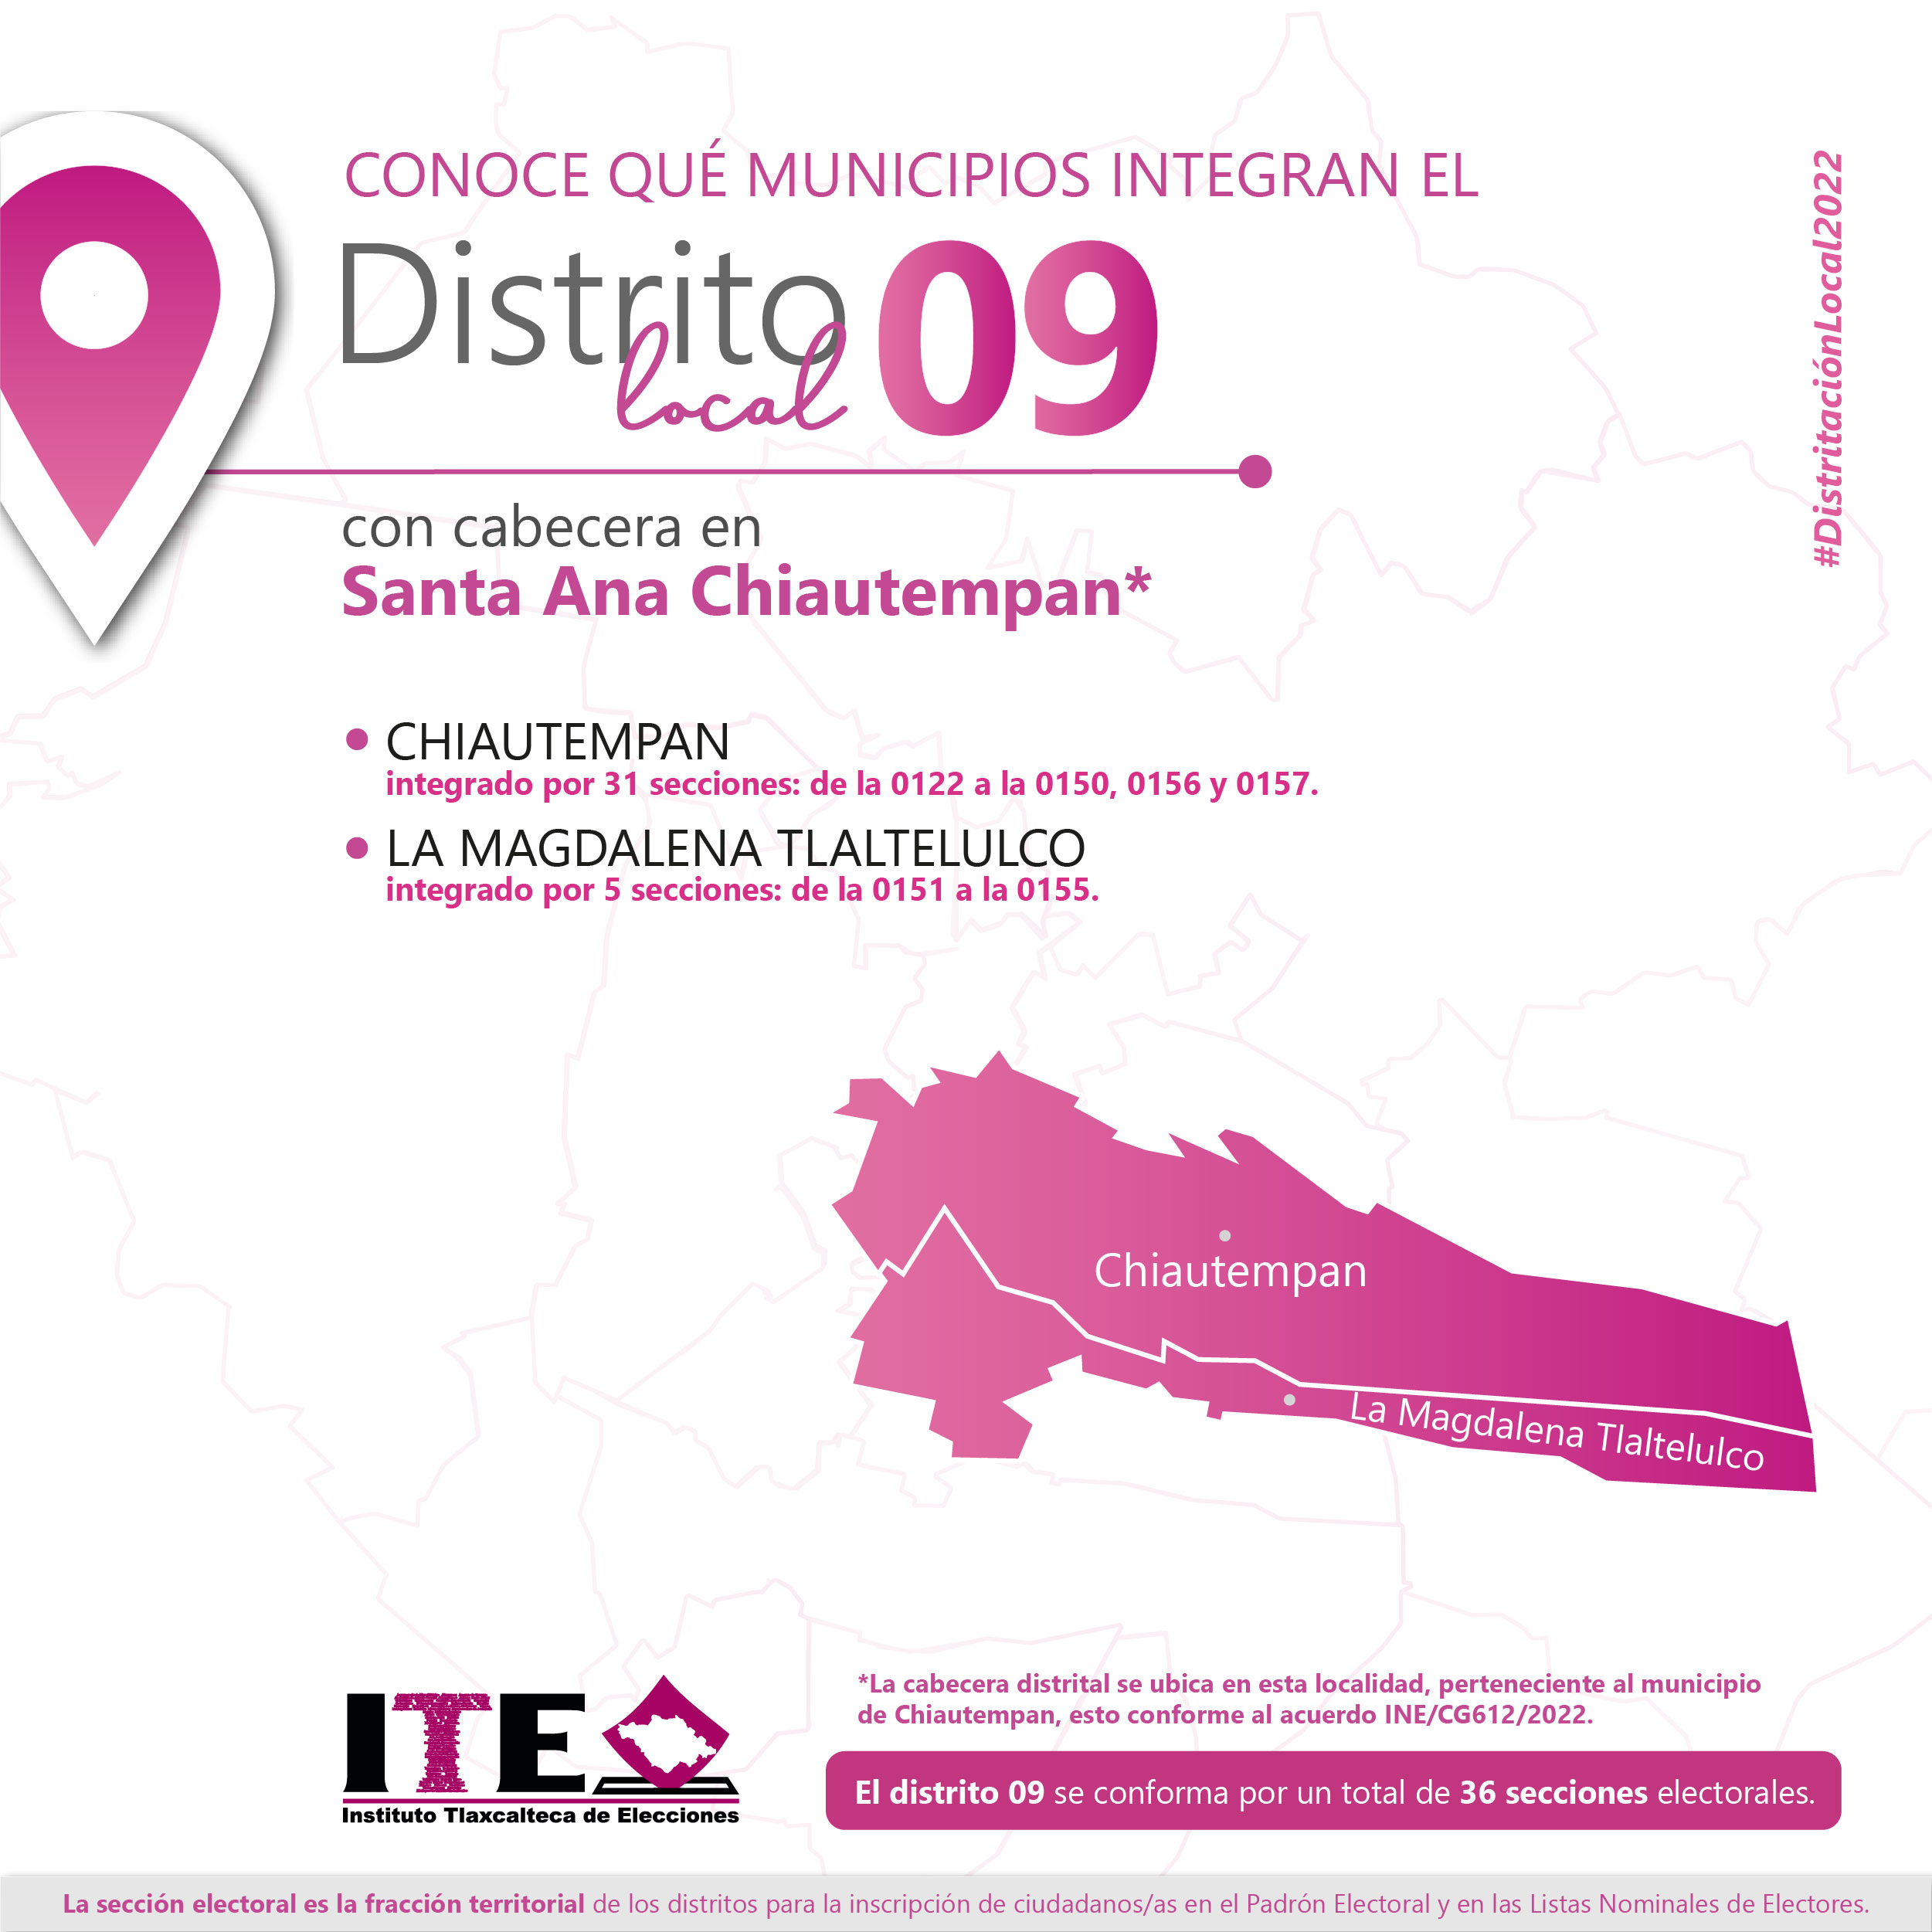 CONOCE QUÉ MUNICIPIOS INTEGRAN EL
Distrito local 09
con cabecera en
Santa Ana Chiautempan*
#DistritaciónLocal2022
CHIAUTEMPAN
integrado por 31 secciones: de la 0122 a la 0150, 0156 y 0157.
LA MAGDALENA TLALTELULCO
integrado por 5 secciones: de la 0151 a la 0155.
Chiautempan
La Magdalena Tlaltelulco
ITE
Instituto Tlaxcalteca de Elecciones
*La cabecera distrital se ubica en esta localidad, perteneciente al municipio
de Chiautempan, esto conforme al acuerdo INE/CG612/2022.
El distrito 09 se conforma por un total de 36 secciones electorales.
La sección electoral es la fracción territorial de los distritos para la inscripción de ciudadanos/as en el Padrón Electoral y en las Listas Nominales de Electores.